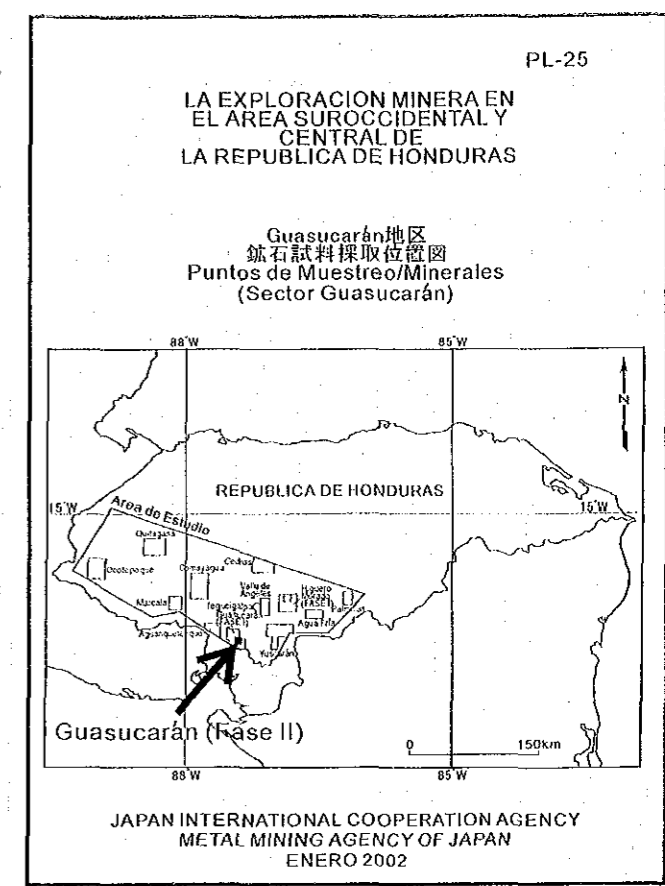 PL-25
LA EXPLORACION MINERA EN
EL AREA SUROCCIDENTAL Y
CENTRAL DE
LA REPUBLICA DE HONDURAS
Guasucarán地区
鉱石試料採取位置図
Puntos de Muestreo/Minerales
(Sector Guasucarán)
88°W
85°W
N
REPUBLICA DE HONDURAS
15°W
15°W
Area de Estudio
Quitagana
Ocotepeque
Comayagua
Cedros
Valle de
Angeles
(FASE I)
Palmitas
Marcala
(FASE I)
Agua Fria
Yuscarán
Guasucarán (Fase II)
0
150km
88°W
85°W
JAPAN INTERNATIONAL COOPERATION AGENCY
METAL MINING AGENCY OF JAPAN
ENERO 2002